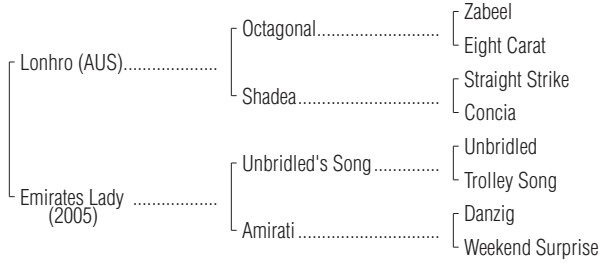 Zabeel
Octagonal
Eight Carat
Lonhro (AUS)
Straight Strike
Shadea
Concia
Unbridled
Unbridled's Song
Trolley Song
Emirates Lady
(2005)
Danzig
Amirati
Weekend Surprise